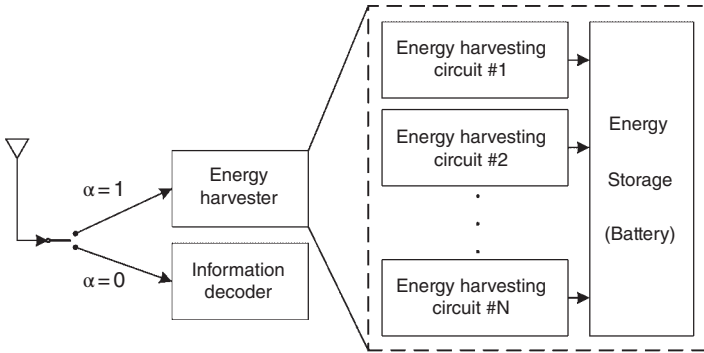 α=1
α=0
Energy
harvester
Information
decoder
Energy harvesting
circuit #1
Energy harvesting
circuit #2
Energy harvesting
circuit #N
Energy
Storage
(Battery)